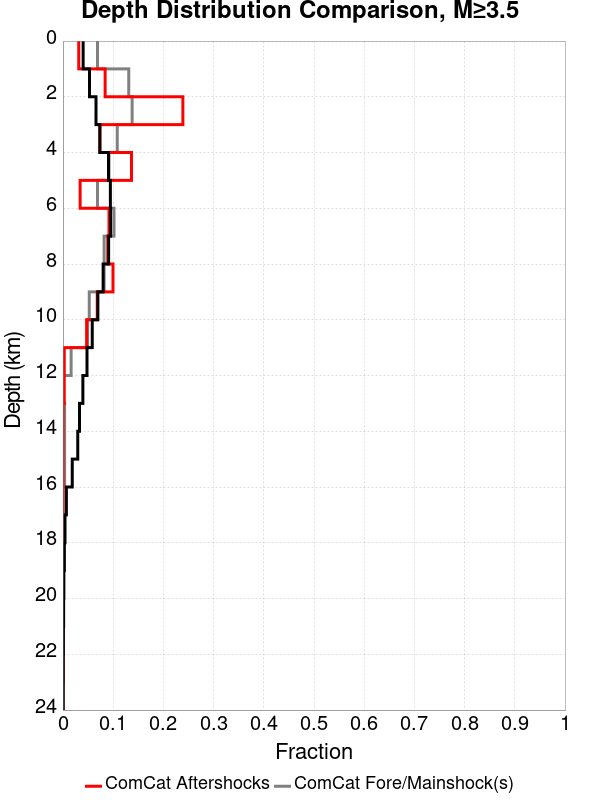 Depth Distribution Comparison, M≥3.5
0
2
4
6
8
10
12
14
16
18
20
22
24
Depth (km)
0 0.1 0.2 0.3 0.4 0.5 0.6 0.7 0.8 0.9 1
Fraction
ComCat Aftershocks ComCat Fore/Mainshock(s)